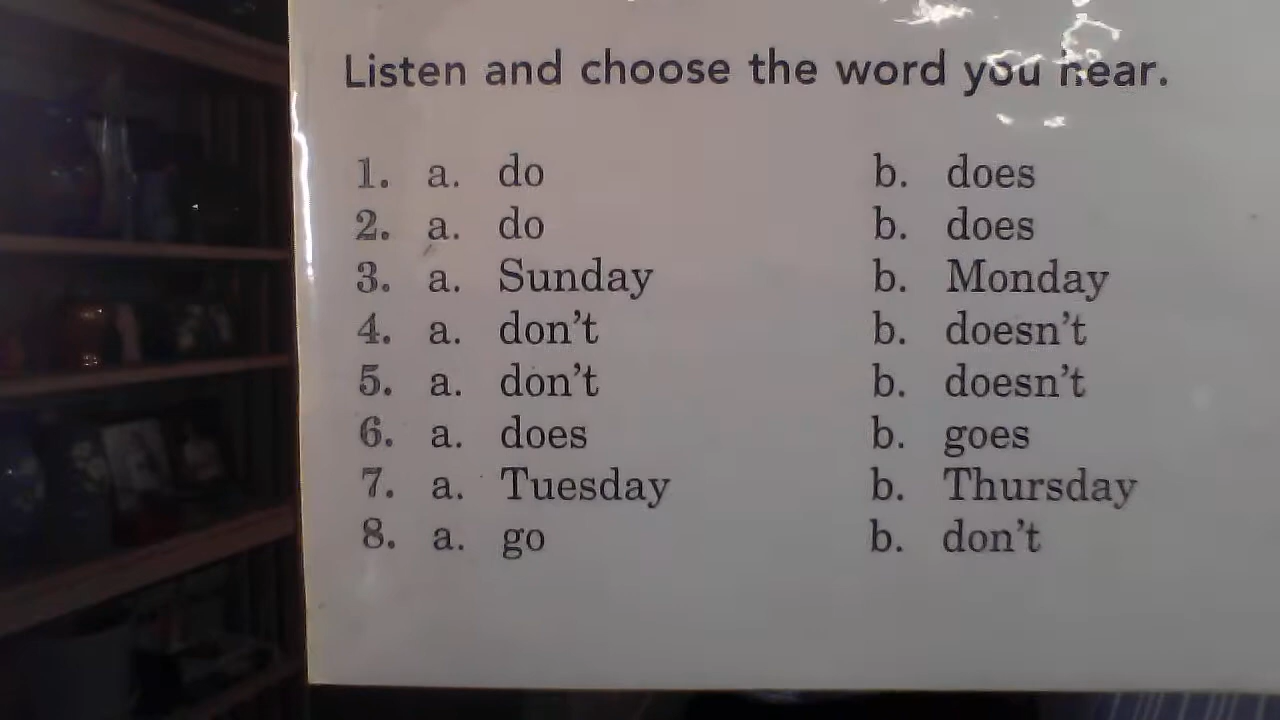 Listen and choose the word you hear.
1. a. do b. does
2. a. do b. does
3. a. Sunday b. Monday
4. a. don't b. doesn't
5. a. don't b. doesn't
6. a. does b. goes
7. a. Tuesday b. Thursday
8. a. go b. don't